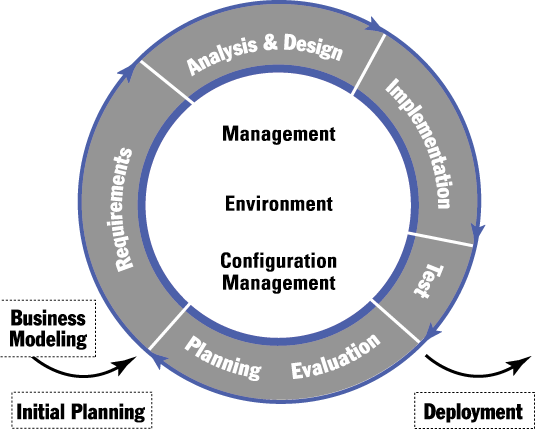 Analysis & Design
Implementation
Requirements
Management
Environment
Configuration
Management
Test
Planning
Evaluation
Business
Modeling
Initial Planning
Deployment